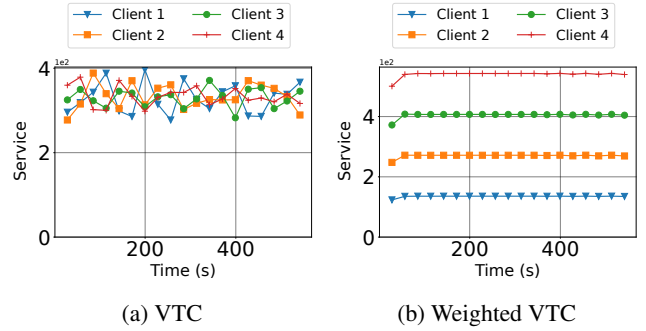 Client 1 Client 3
Client 2 Client 4
1e2
4
2
0
Service
200 400
Time (s)
(a) VTC
Client 1 Client 3
Client 2 Client 4
1e2
4
2
0
Service
200 400
Time (s)
(b) Weighted VTC